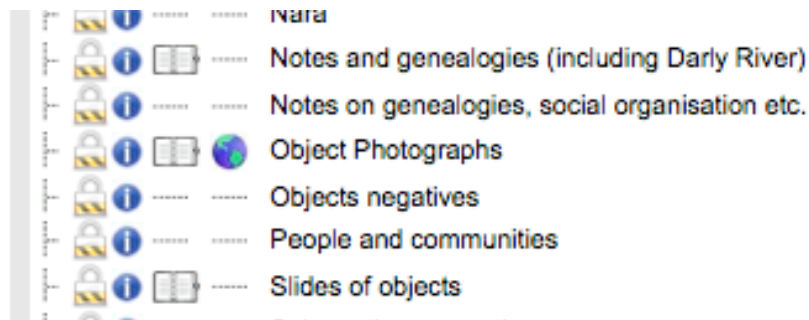 Nara
Notes and genealogies (including Darly River)
Notes on genealogies, social organisation etc.
Object Photographs
Objects negatives
People and communities
Slides of objects